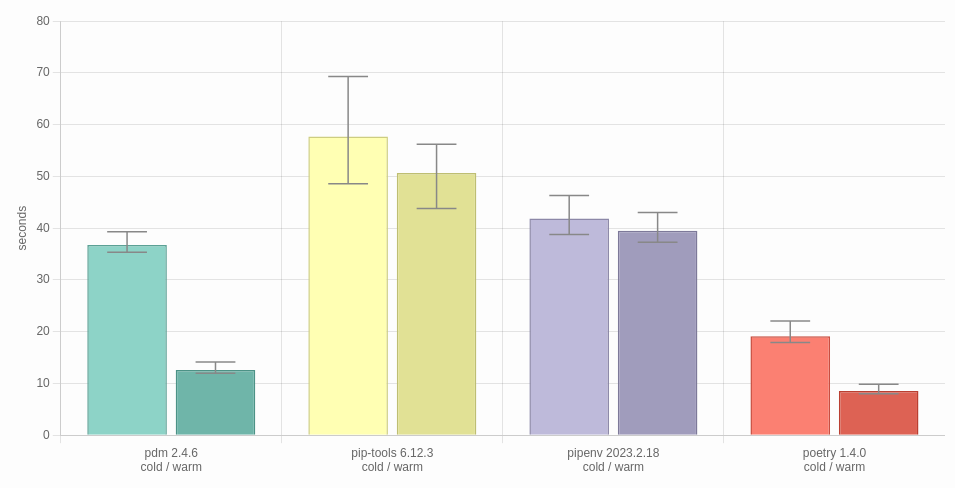 80
70
60
50
40
30
20
10
0
seconds
pdm 2.4.6
cold / warm
pip-tools 6.12.3
cold / warm
pipenv 2023.2.18
cold / warm
poetry 1.4.0
cold / warm